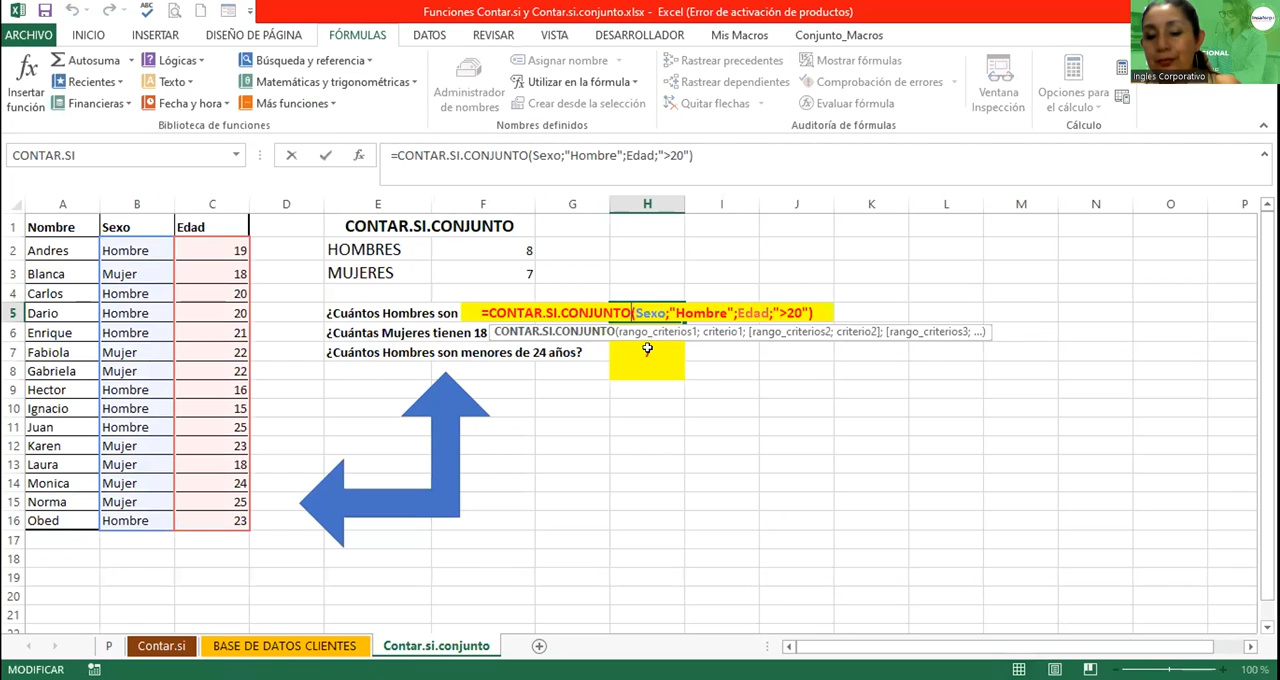 Funciones Contar.si y Contar.si.conjunto.xlsx - Excel (Error de activación de productos)
ARCHIVO INICIO INSERTAR DISEÑO DE PÁGINA FÓRMULAS DATOS REVISAR VISTA DESARROLLADOR Mis Macros Conjunto_Macros
Autosuma Lógicas Búsqueda y referencia
Recientes Texto Matemáticas y trigonométricas
Financieras Fecha y hora Más funciones
Insertar función
Biblioteca de funciones
Administrador de nombres
Asignar nombre
Utilizar en la fórmula
Crear desde la selección
Nombres definidos
Rastrear precedentes Mostrar fórmulas
Rastrear dependientes Comprobación de errores
Quitar flechas Evaluar fórmula
Auditoría de fórmulas
Ventana Inspección
Opciones para el cálculo
Cálculo
Ingles Corporativo
CONTAR.SI
=CONTAR.SI.CONJUNTO(Sexo;"Hombre";Edad;">20")
A B C D E F G H I J K L M N O P
1 Nombre Sexo Edad CONTAR.SI.CONJUNTO
2 Andres Hombre 19 HOMBRES 8
3 Blanca Mujer 18 MUJERES 7
4 Carlos Hombre 20
5 Dario Hombre 20 ¿Cuántos Hombres son =CONTAR.SI.CONJUNTO(Sexo;"Hombre";Edad;">20")
6 Enrique Hombre 21 ¿Cuántas Mujeres tienen 18 CONTAR.SI.CONJUNTO(rango_criterios1; criterio1; [rango_criterios2; criterio2]; [rango_criterios3; ...)
7 Fabiola Mujer 22 ¿Cuántos Hombres son menores de 24 años?
8 Gabriela Mujer 22
9 Hector Hombre 16
10 Ignacio Hombre 15
11 Juan Hombre 25
12 Karen Mujer 23
13 Laura Mujer 18
14 Monica Mujer 24
15 Norma Mujer 25
16 Obed Hombre 23
17
18
19
20
21
P Contar.si BASE DE DATOS CLIENTES Contar.si.conjunto
MODIFICAR 100 %